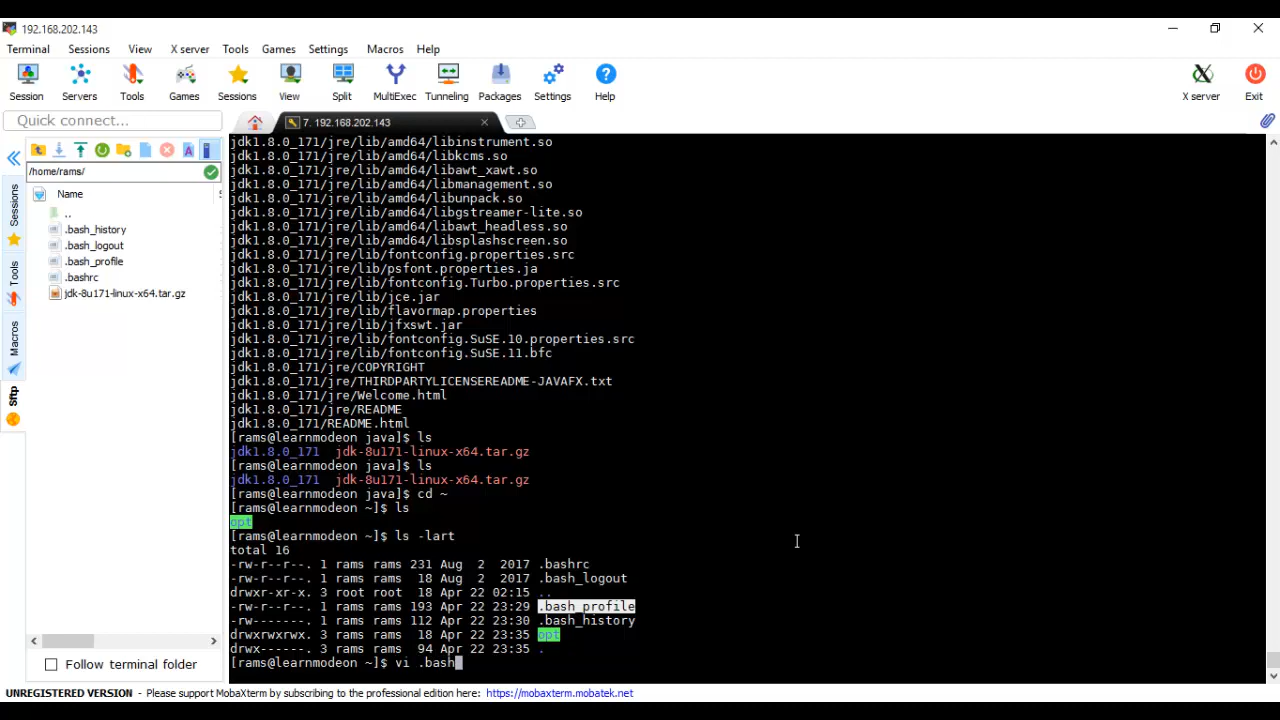 192.168.202.143
Terminal Sessions View X server Tools Games Settings Macros Help
Session Servers Tools Games Sessions View Split MultiExec Tunneling Packages Settings Help X server Exit
Quick connect...
7. 192.168.202.143
/home/rams/
Name
..
.bash_history
.bash_logout
.bash_profile
.bashrc
jdk-8u171-linux-x64.tar.gz
Sessions
Tools
Macros
Sftp
Follow terminal folder
jdk1.8.0_171/jre/lib/amd64/libinstrument.so
jdk1.8.0_171/jre/lib/amd64/libkcms.so
jdk1.8.0_171/jre/lib/amd64/libawt_xawt.so
jdk1.8.0_171/jre/lib/amd64/libmanagement.so
jdk1.8.0_171/jre/lib/amd64/libunpack.so
jdk1.8.0_171/jre/lib/amd64/libgstreamer-lite.so
jdk1.8.0_171/jre/lib/amd64/libawt_headless.so
jdk1.8.0_171/jre/lib/amd64/libsplashscreen.so
jdk1.8.0_171/jre/lib/fontconfig.properties.src
jdk1.8.0_171/jre/lib/psfont.properties.ja
jdk1.8.0_171/jre/lib/fontconfig.Turbo.properties.src
jdk1.8.0_171/jre/lib/jce.jar
jdk1.8.0_171/jre/lib/flavormap.properties
jdk1.8.0_171/jre/lib/jfxswt.jar
jdk1.8.0_171/jre/lib/fontconfig.SuSE.10.properties.src
jdk1.8.0_171/jre/lib/fontconfig.SuSE.11.bfc
jdk1.8.0_171/jre/COPYRIGHT
jdk1.8.0_171/jre/THIRDPARTYLICENSEREADME-JAVAFX.txt
jdk1.8.0_171/jre/Welcome.html
jdk1.8.0_171/jre/README
jdk1.8.0_171/README.html
[rams@learnmodeon java]$ ls
jdk1.8.0_171  jdk-8u171-linux-x64.tar.gz
[rams@learnmodeon java]$ ls
jdk1.8.0_171  jdk-8u171-linux-x64.tar.gz
[rams@learnmodeon java]$ cd ~
[rams@learnmodeon ~]$ ls
opt
[rams@learnmodeon ~]$ ls -lart
total 16
-rw-r--r--. 1 rams rams 231 Aug  2  2017 .bashrc
-rw-r--r--. 1 rams rams  18 Aug  2  2017 .bash_logout
drwxr-xr-x. 3 root root  18 Apr 22 02:15 ..
-rw-r--r--. 1 rams rams 193 Apr 22 23:29 .bash_profile
-rw-------. 1 rams rams 112 Apr 22 23:30 .bash_history
drwxrwxrwx. 3 rams rams  18 Apr 22 23:35 opt
drwx------. 3 rams rams  94 Apr 22 23:35 .
[rams@learnmodeon ~]$ vi .bash
UNREGISTERED VERSION - Please support MobaXterm by subscribing to the professional edition here: https://mobaxterm.mobatek.net